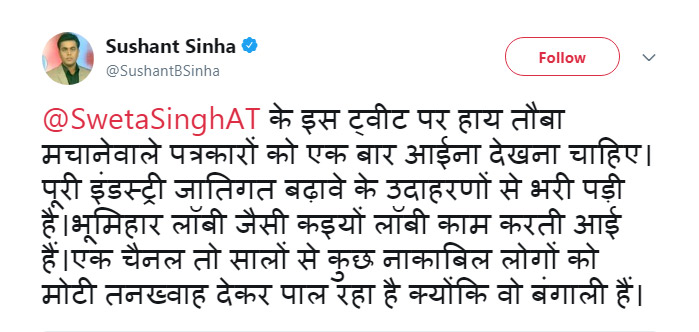 Sushant Sinha
@SushantBSinha
Follow
@SwetaSinghAT के इस ट्वीट पर हाय तौबा
मचानेवाले पत्रकारों को एक बार आईना देखना चाहिए।
पूरी इंडस्ट्री जातिगत बढ़ावे के उदाहरणों से भरी पड़ी
है।भूमिहार लॉबी जैसी कइयों लॉबी काम करती आई
हैं।एक चैनल तो सालों से कुछ नाकाबिल लोगों को
मोटी तनख्वाह देकर पाल रहा है क्योंकि वो बंगाली हैं।